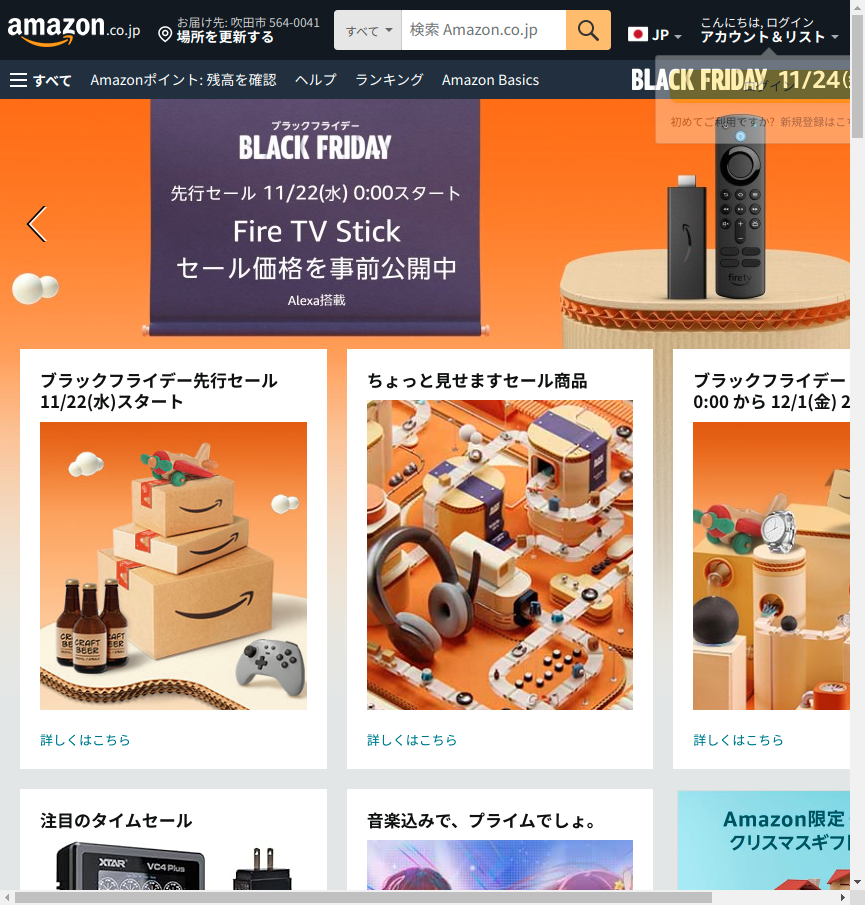 amazon.co.jp
お届け先: 吹田市 564-0041
場所を更新する
すべて
検索 Amazon.co.jp
JP
こんにちは, ログイン
アカウント＆リスト
すべて
Amazonポイント: 残高を確認
ヘルプ
ランキング
Amazon Basics
BLACK FRIDAY 11/24(
ログイン
初めてご利用ですか? 新規登録はこち
ブラックフライデー
BLACK FRIDAY
先行セール 11/22(水) 0:00スタート
Fire TV Stick
セール価格を事前公開中
Alexa搭載
firetv
ブラックフライデー先行セール
11/22(水)スタート
CRAFT
BEER
詳しくはこちら
ちょっと見せますセール商品
詳しくはこちら
ブラックフライデー
0:00 から 12/1(金) 2
詳しくはこちら
注目のタイムセール
XTAR VC4 Plus
音楽込みで、プライムでしょ。
Amazon限定
クリスマスギフ